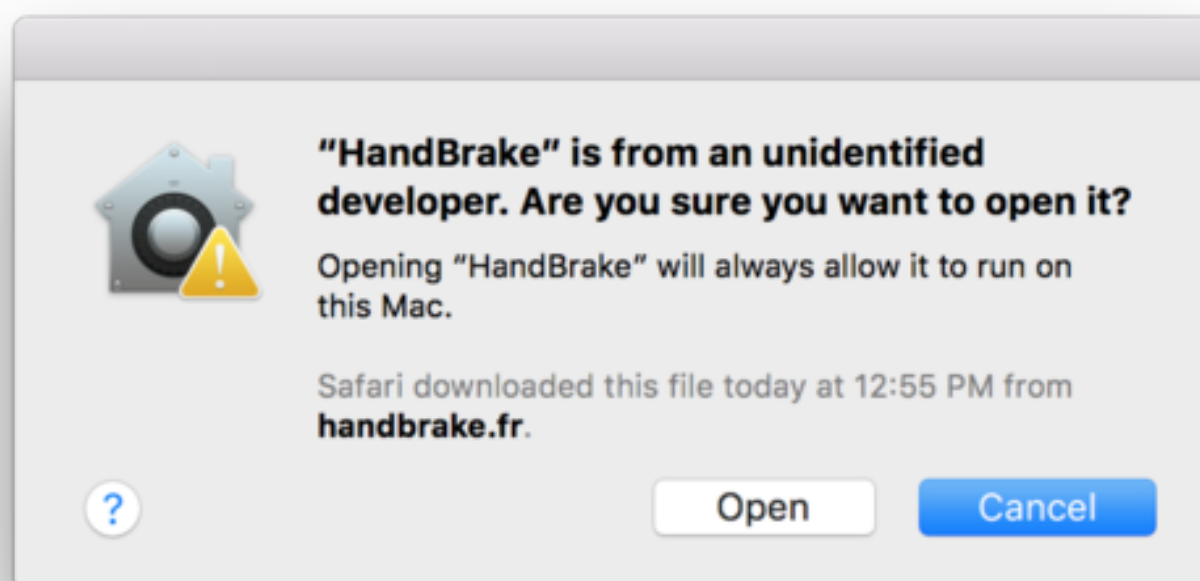 “HandBrake” is from an unidentified
developer. Are you sure you want to open it?
Opening “HandBrake” will always allow it to run on
this Mac.
Safari downloaded this file today at 12:55 PM from
handbrake.fr.
?
Open
Cancel